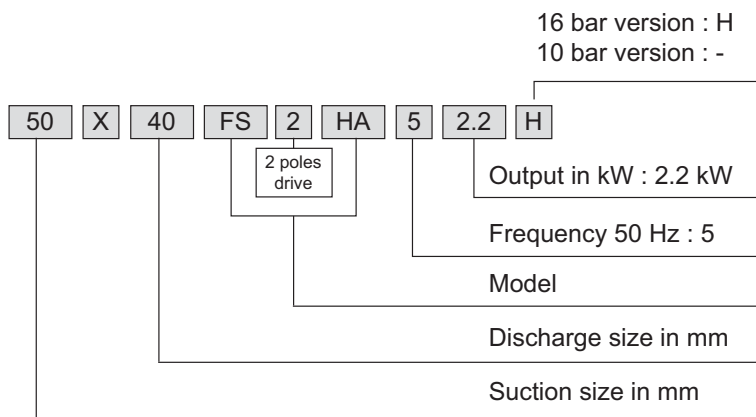 16 bar version : H
10 bar version : -
50 X 40 FS 2 HA 5 2.2 H
2 poles
drive
Output in kW : 2.2 kW
Frequency 50 Hz : 5
Model
Discharge size in mm
Suction size in mm